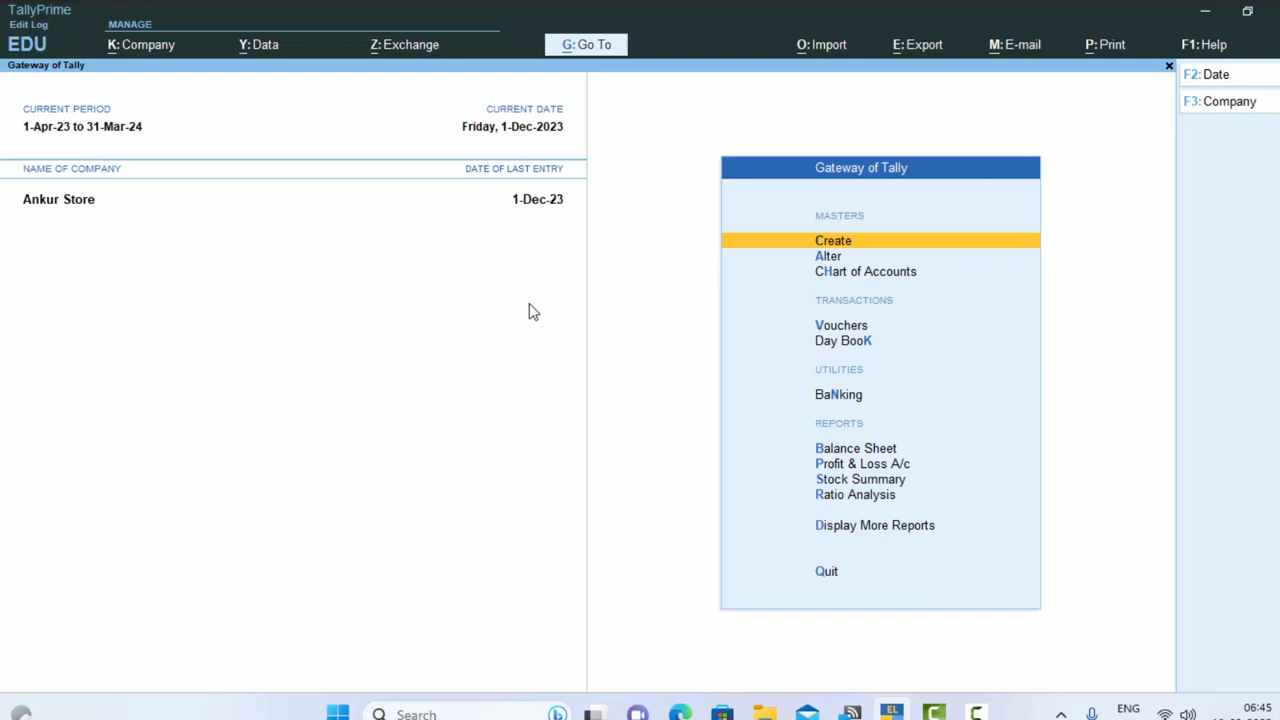 TallyPrime
Edit Log
EDU
MANAGE
K: Company
Y: Data
Z: Exchange
G: Go To
O: Import
E: Export
M: E-mail
P: Print
F1: Help
Gateway of Tally
F2: Date
F3: Company
CURRENT PERIOD
CURRENT DATE
1-Apr-23 to 31-Mar-24
Friday, 1-Dec-2023
NAME OF COMPANY
DATE OF LAST ENTRY
Ankur Store
1-Dec-23
Gateway of Tally
MASTERS
Create
Alter
CHart of Accounts
TRANSACTIONS
Vouchers
Day BooK
UTILITIES
BaNking
REPORTS
Balance Sheet
Profit & Loss A/c
Stock Summary
Ratio Analysis
Display More Reports
Quit
Search
EL
ENG
06:45